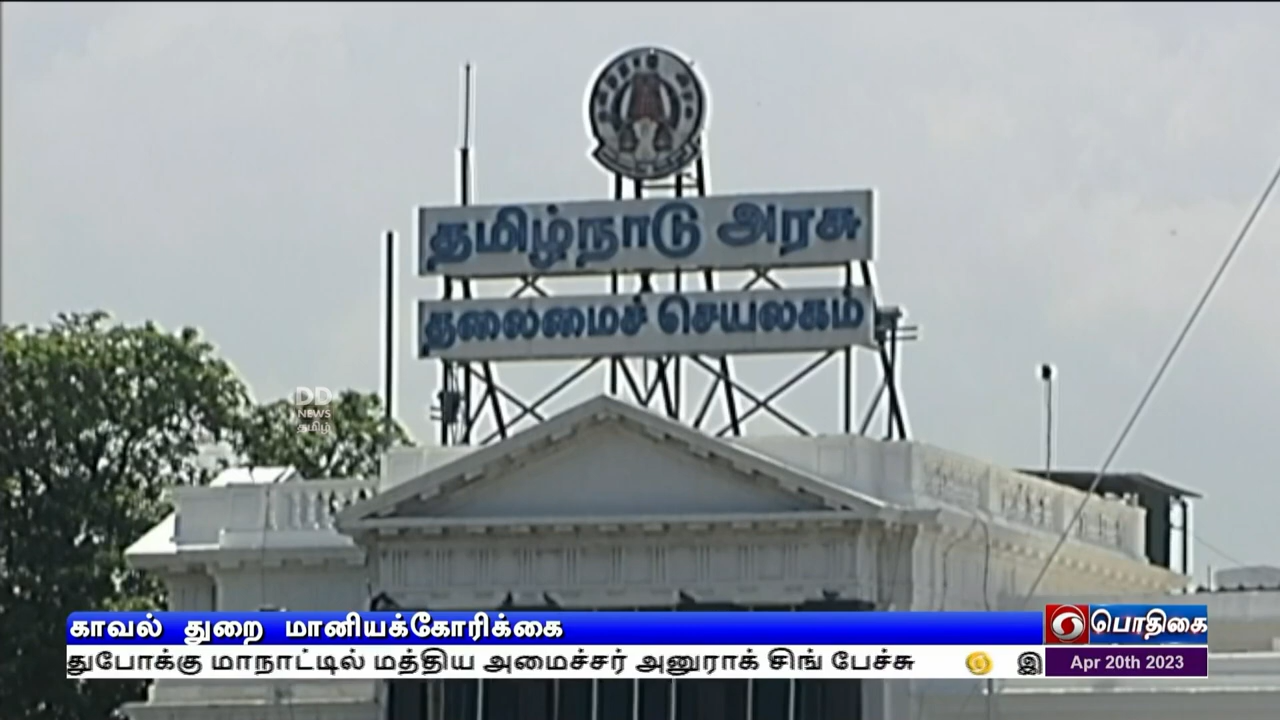 தமிழ்நாடு அரசு
தலைமைச் செயலகம்
DD
NEWS
தமிழ்
காவல் துறை மானியக்கோரிக்கை
பொதிகை
துபோக்கு மாநாட்டில் மத்திய அமைச்சர் அனுராக் சிங் பேச்சு இ
Apr 20th 2023